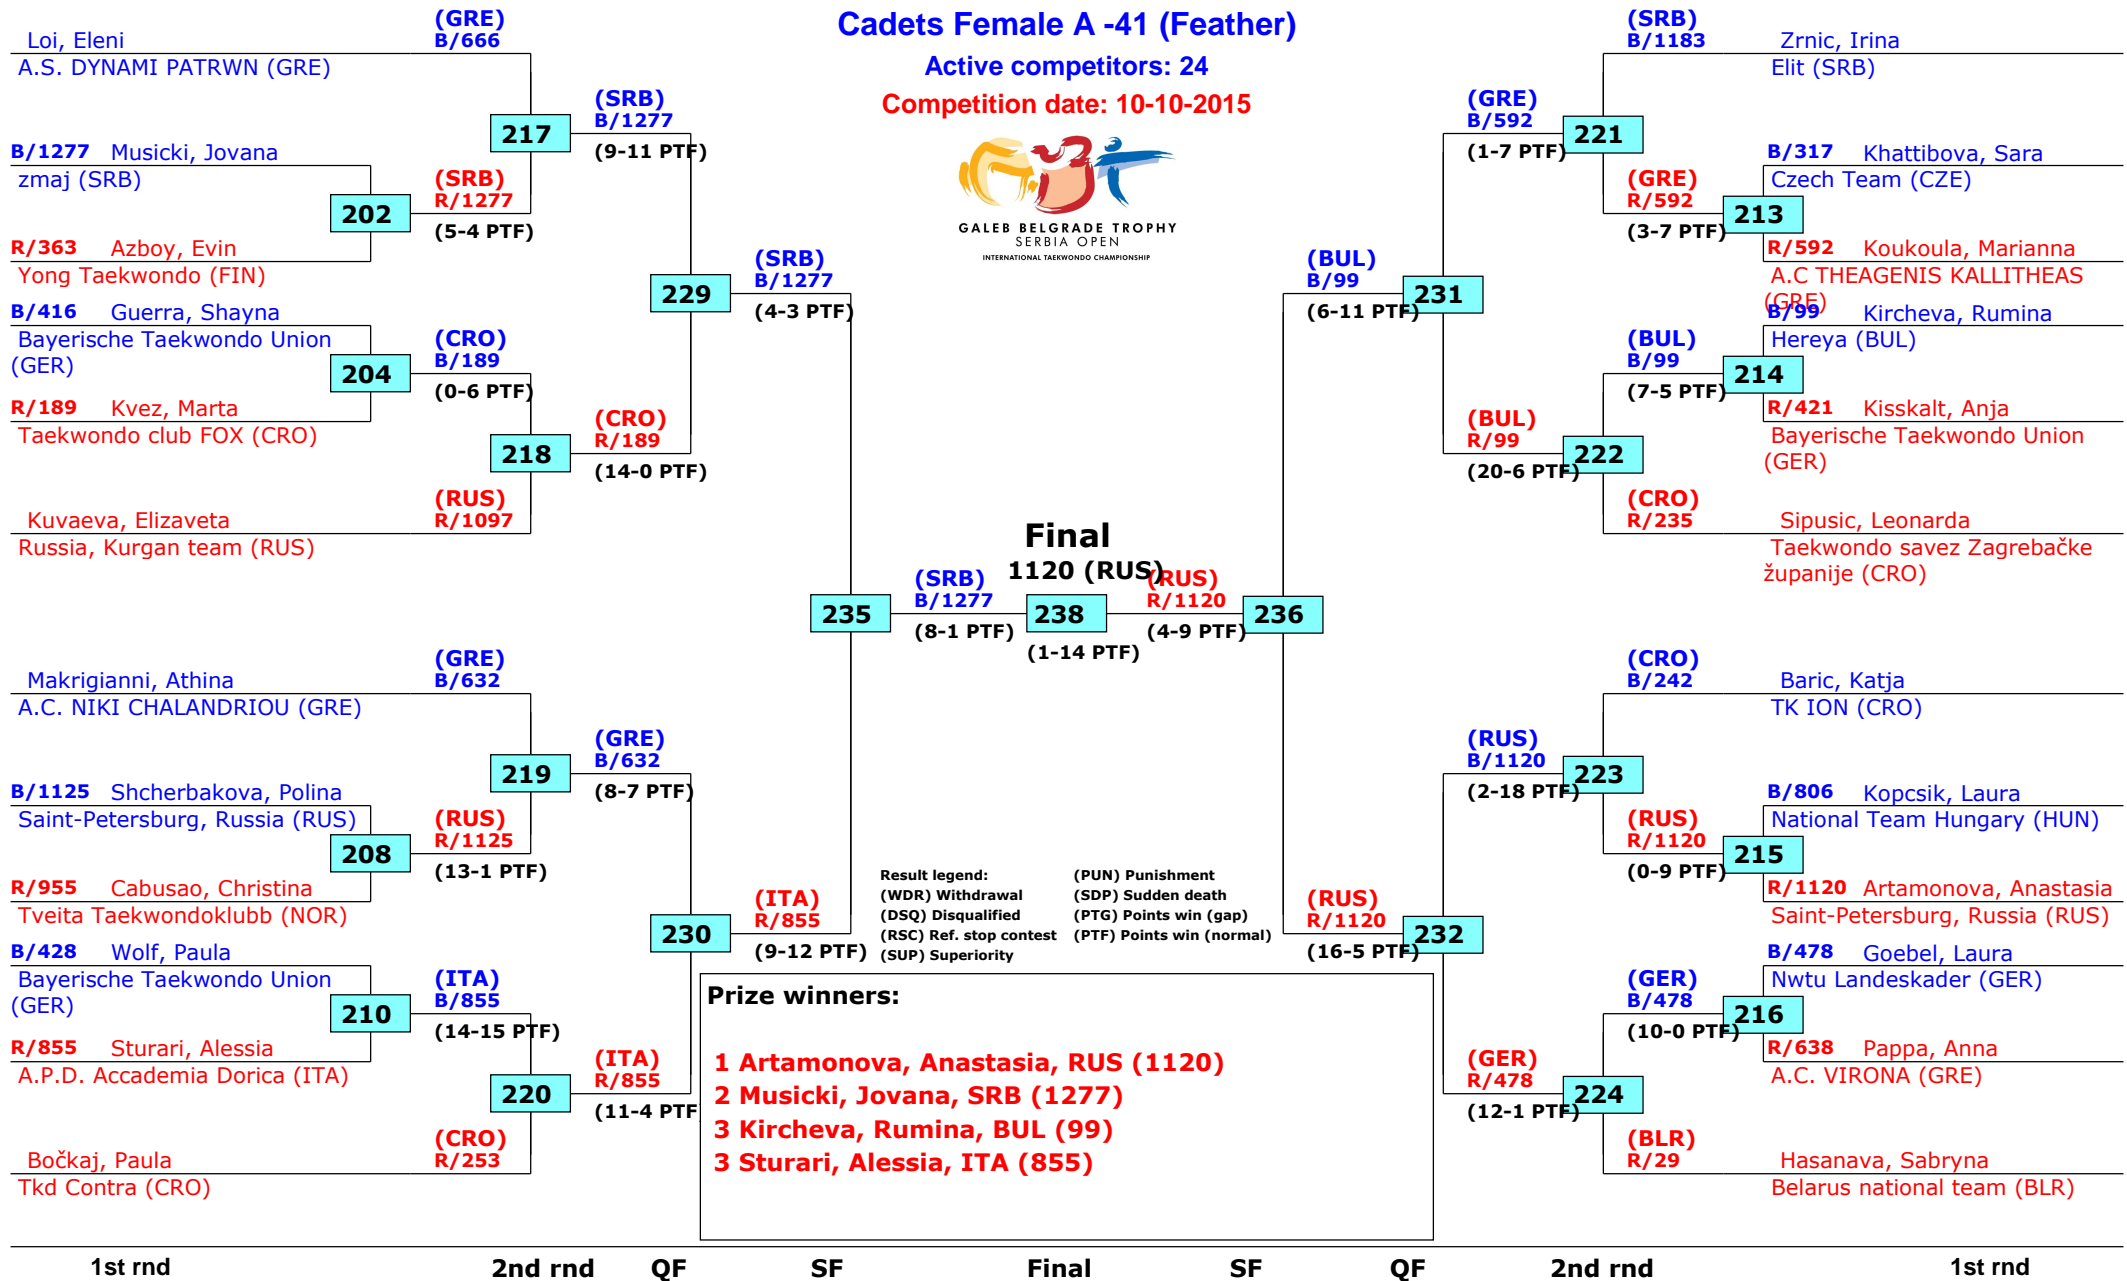 Cadets Female A -41 (Feather)
Active competitors: 24
Competition date: 10-10-2015
GALEB BELGRADE TROPHY
SERBIA OPEN
INTERNATIONAL TAEKWONDO CHAMPIONSHIP
Loi, Eleni
A.S. DYNAMI PATRWN (GRE)
(GRE)
B/666
217
(SRB)
B/1277
(9-11 PTF)
B/1277 Musicki, Jovana
zmaj (SRB)
202
(SRB)
R/1277
(5-4 PTF)
R/363 Azboy, Evin
Yong Taekwondo (FIN)
229
(SRB)
B/1277
(4-3 PTF)
B/416 Guerra, Shayna
Bayerische Taekwondo Union
(GER)
204
(CRO)
B/189
(0-6 PTF)
R/189 Kvez, Marta
Taekwondo club FOX (CRO)
218
(CRO)
R/189
(14-0 PTF)
(RUS)
R/1097
Kuvaeva, Elizaveta
Russia, Kurgan team (RUS)
235
(SRB)
B/1277
(8-1 PTF)
Final
1120 (RUS)
238
(1-14 PTF)
(RUS)
R/1120
(4-9 PTF)
236
Makrigianni, Athina
A.C. NIKI CHALANDRIOU (GRE)
(GRE)
B/632
219
(GRE)
B/632
(8-7 PTF)
B/1125 Shcherbakova, Polina
Saint-Petersburg, Russia (RUS)
208
(RUS)
R/1125
(13-1 PTF)
R/955 Cabusao, Christina
Tveita Taekwondoklubb (NOR)
230
(ITA)
R/855
(9-12 PTF)
B/428 Wolf, Paula
Bayerische Taekwondo Union
(GER)
210
(ITA)
B/855
(14-15 PTF)
R/855 Sturari, Alessia
A.P.D. Accademia Dorica (ITA)
220
(ITA)
R/855
(11-4 PTF
(CRO)
R/253
Bočkaj, Paula
Tkd Contra (CRO)
(SRB)
B/1183
Zrnic, Irina
Elit (SRB)
(GRE)
B/592
(1-7 PTF)
221
B/317 Khattibova, Sara
Czech Team (CZE)
(GRE)
R/592
(3-7 PTF)
213
R/592 Koukoula, Marianna
A.C THEAGENIS KALLITHEAS
(GRE)
(BUL)
B/99
(6-11 PTF)
231
B/99 Kircheva, Rumina
Hereya (BUL)
(BUL)
B/99
(7-5 PTF)
214
R/421 Kisskalt, Anja
Bayerische Taekwondo Union
(GER)
(BUL)
R/99
(20-6 PTF)
222
(CRO)
R/235
Sipusic, Leonarda
Taekwondo savez Zagrebačke
županije (CRO)
(CRO)
B/242
Baric, Katja
TK ION (CRO)
(RUS)
B/1120
(2-18 PTF)
223
B/806 Kopcsik, Laura
National Team Hungary (HUN)
(RUS)
R/1120
(0-9 PTF)
215
R/1120 Artamonova, Anastasia
Saint-Petersburg, Russia (RUS)
(RUS)
R/1120
(16-5 PTF)
232
B/478 Goebel, Laura
Nwtu Landeskader (GER)
(GER)
B/478
(10-0 PTF)
216
R/638 Pappa, Anna
A.C. VIRONA (GRE)
(GER)
R/478
(12-1 PTF)
224
(BLR)
R/29
Hasanava, Sabryna
Belarus national team (BLR)
Result legend: (PUN) Punishment
(WDR) Withdrawal (SDP) Sudden death
(DSQ) Disqualified (PTG) Points win (gap)
(RSC) Ref. stop contest (PTF) Points win (normal)
(SUP) Superiority
Prize winners:
1 Artamonova, Anastasia, RUS (1120)
2 Musicki, Jovana, SRB (1277)
3 Kircheva, Rumina, BUL (99)
3 Sturari, Alessia, ITA (855)
1st rnd 2nd rnd QF SF Final SF QF 2nd rnd 1st rnd